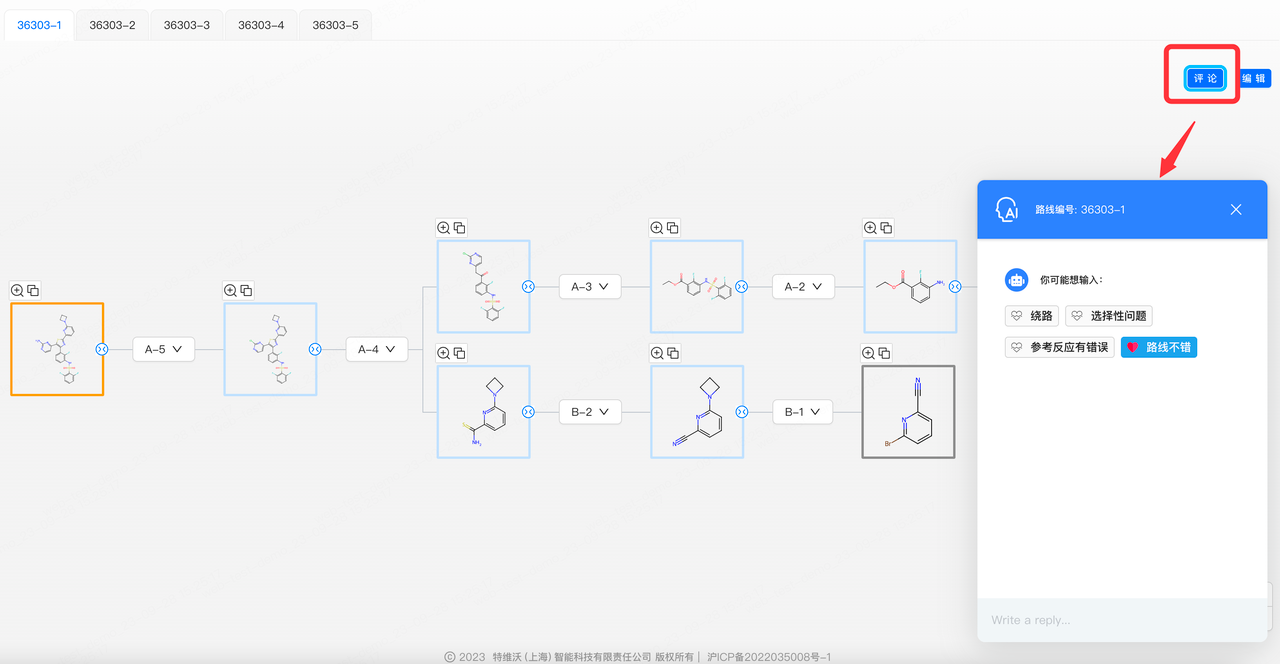 36303-1 36303-2 36303-3 36303-4 36303-5
评 论 编 辑
AI 路线编号: 36303-1
你可能想输入:
绕路 选择性问题
参考反应有错误 路线不错
A-3 A-2
A-5 A-4
B-2 B-1
N
NH₂
Br
Write a reply...
© 2023 特维沃 (上海) 智能科技有限责任公司 版权所有 | 沪ICP备2022035008号-1